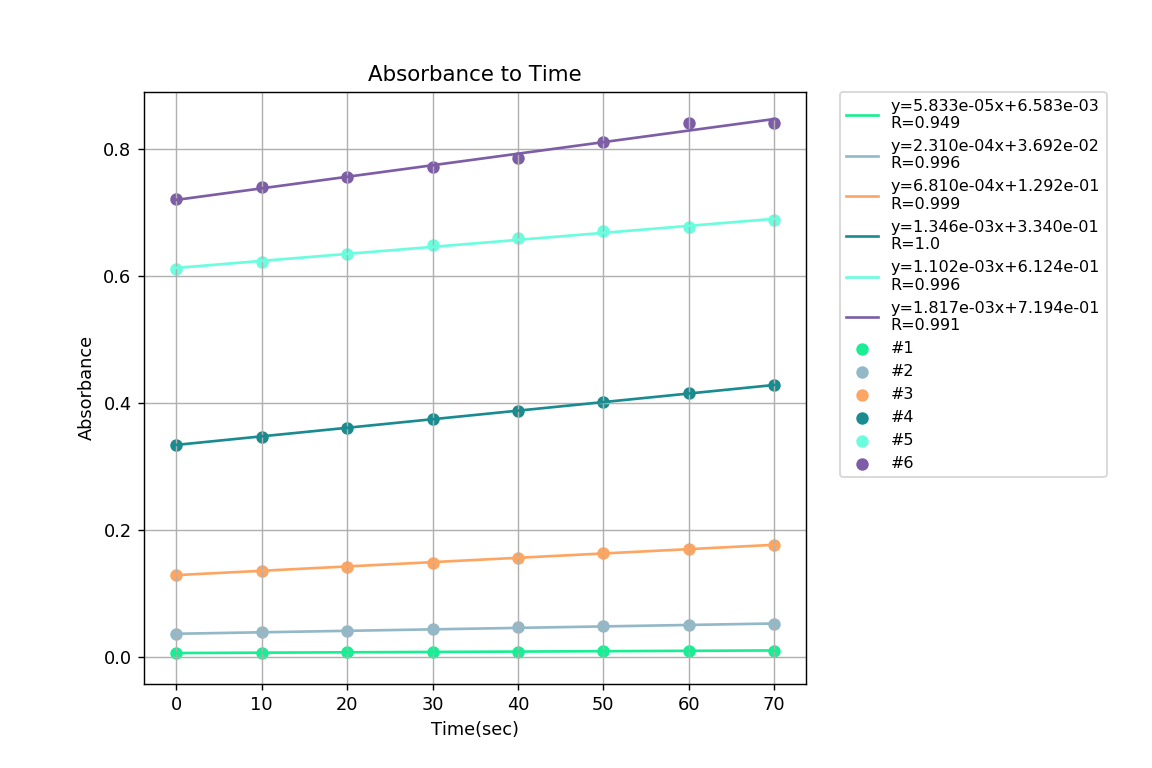 Absorbance to Time
0.8
0.6
0.4
0.2
0.0
Absorbance
0 10 20 30 40 50 60 70
Time(sec)
y=5.833e-05x+6.583e-03
R=0.949
y=2.310e-04x+3.692e-02
R=0.996
y=6.810e-04x+1.292e-01
R=0.999
y=1.346e-03x+3.340e-01
R=1.0
y=1.102e-03x+6.124e-01
R=0.996
y=1.817e-03x+7.194e-01
R=0.991
#1
#2
#3
#4
#5
#6